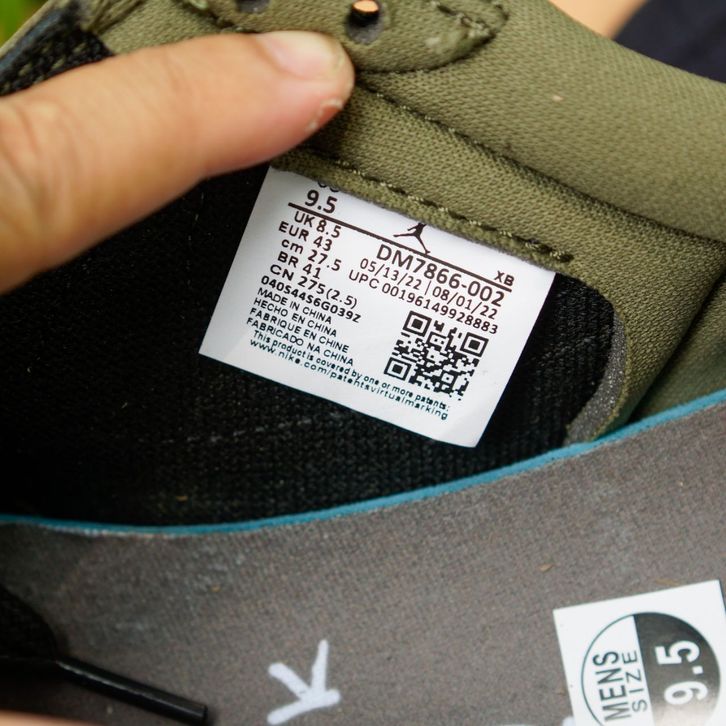 9.5
UK 8.5
EUR 43
cm 27.5
BR 41
CN 275(2.5)
040S44S6G039Z
MADE IN CHINA
HECHO EN CHINA
FABRIQUE EN CHINE
FABRICADO NA CHINA
This product is covered by one or more patents:
www.nike.com/patentsvirtualmarking
XB
DM7866-002
05/13/22 | 08/01/22
UPC 00196149928883
K
MENS
SIZE
9.5